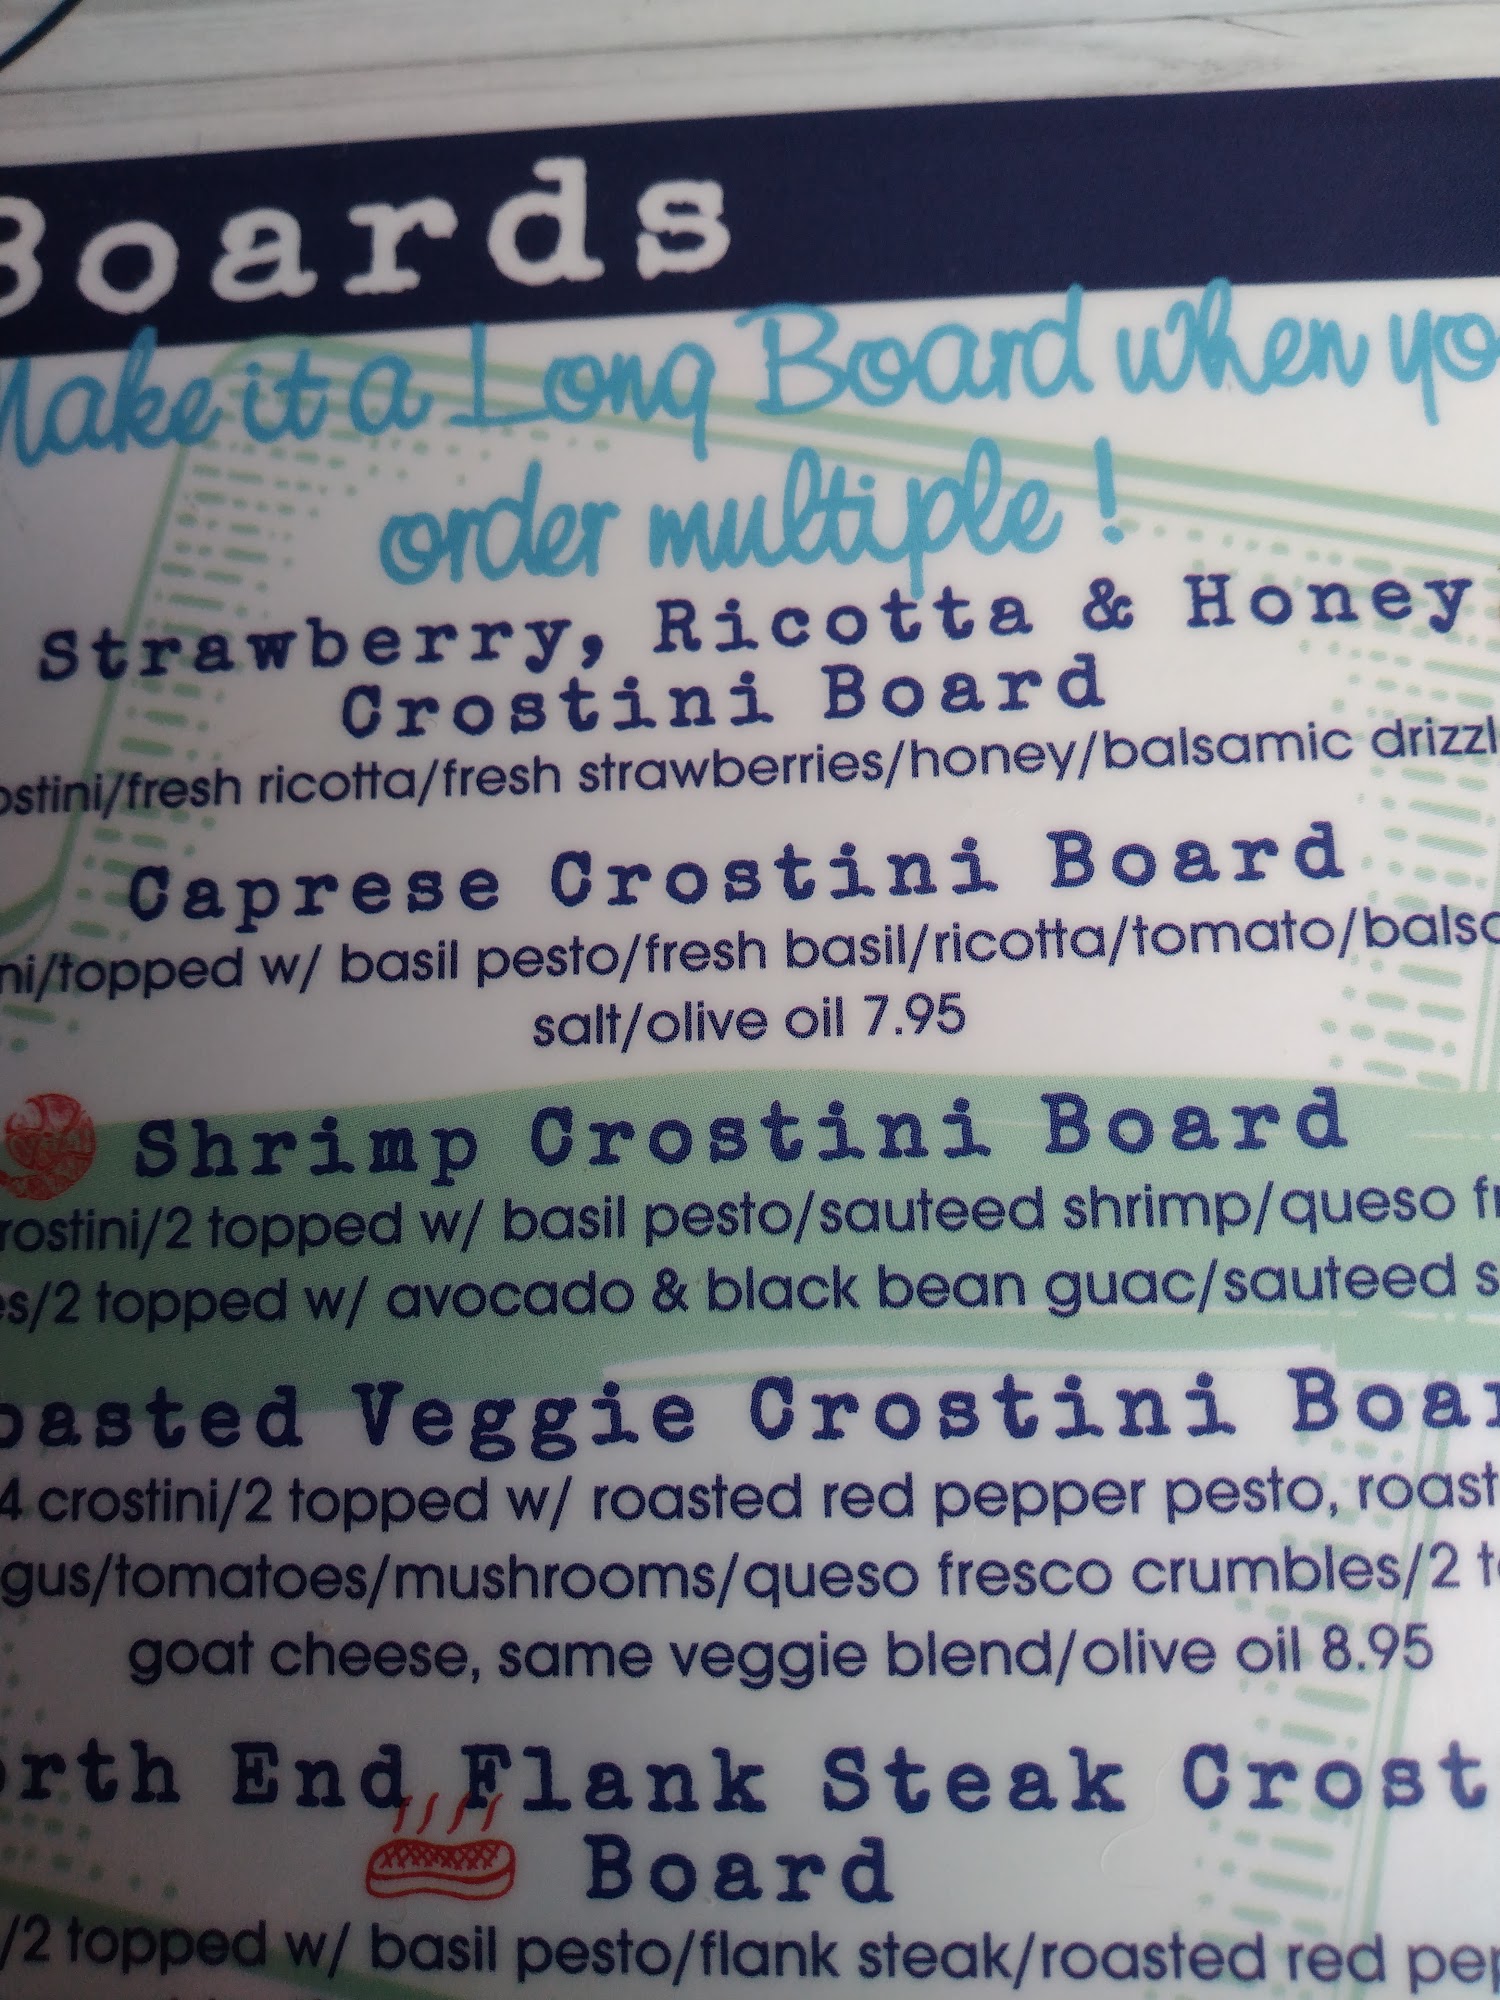 Boards
Make it a Long Board when yo
order multiple!
Strawberry, Ricotta & Honey
Crostini Board
ostini/fresh ricotta/fresh strawberries/honey/balsamic drizzl
Caprese Crostini Board
ni/topped w/ basil pesto/fresh basil/ricotta/tomato/balsa
salt/olive oil 7.95
Shrimp Crostini Board
rostini/2 topped w/ basil pesto/sauteed shrimp/queso fr
es/2 topped w/ avocado & black bean guac/sauteed s
oasted Veggie Crostini Boar
4 crostini/2 topped w/ roasted red pepper pesto, roast
gus/tomatoes/mushrooms/queso fresco crumbles/2 to
goat cheese, same veggie blend/olive oil 8.95
orth End Flank Steak Crost
Board
/2 topped w/ basil pesto/flank steak/roasted red pep